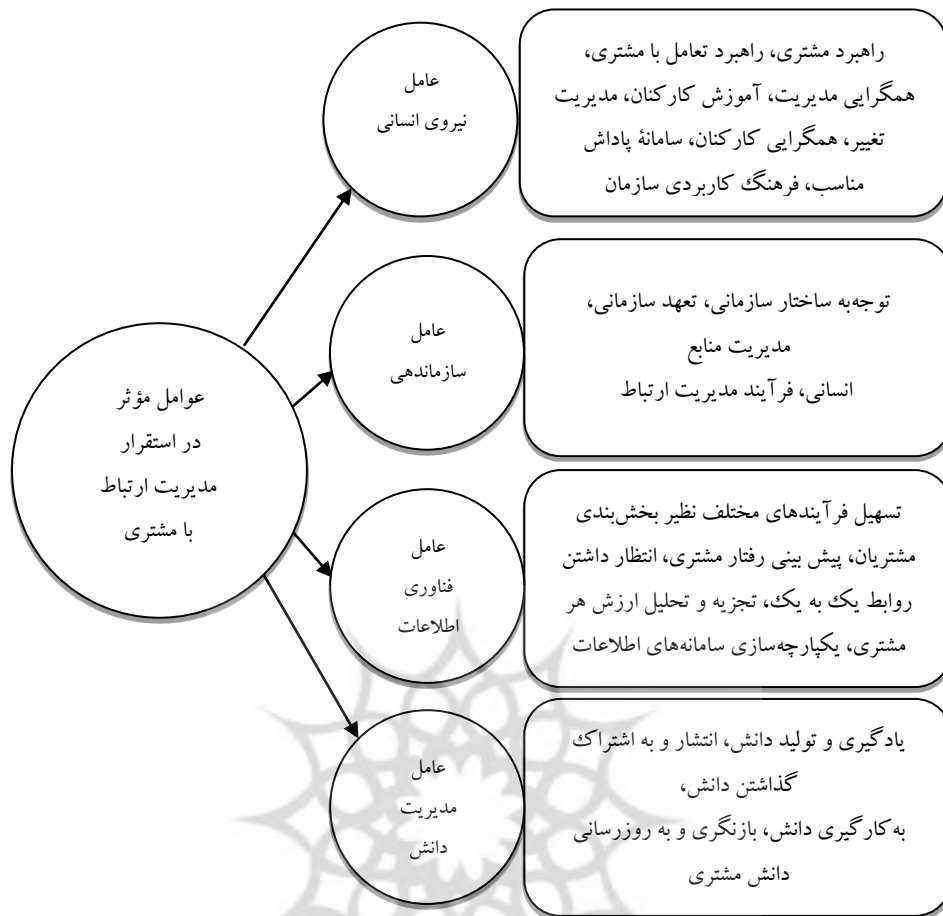 عوامل مؤثر
در استقرار
مدیریت ارتباط
با مشتری
عامل
نیروی انسانی
راهبرد مشتری، راهبرد تعامل با مشتری،
همگرایی مدیریت، آموزش کارکنان، مدیریت
تغییر، همگرایی کارکنان، سامانۀ پاداش
مناسب، فرهنگ کاربردی سازمان
عامل
سازماندهی
توجه‌به ساختار سازمانی، تعهد سازمانی،
مدیریت منابع
انسانی، فرآیند مدیریت ارتباط
عامل
فناوری
اطلاعات
تسهیل فرآیندهای مختلف نظیر بخش‌بندی
مشتریان، پیش بینی رفتار مشتری، انتظار داشتن
روابط یک به یک، تجزیه و تحلیل ارزش هر
مشتری، یکپارچه‌سازی سامانه‌های اطلاعات
عامل
مدیریت
دانش
یادگیری و تولید دانش، انتشار و به اشتراک
گذاشتن دانش،
به کارگیری دانش، بازنگری و به روزرسانی
دانش مشتری